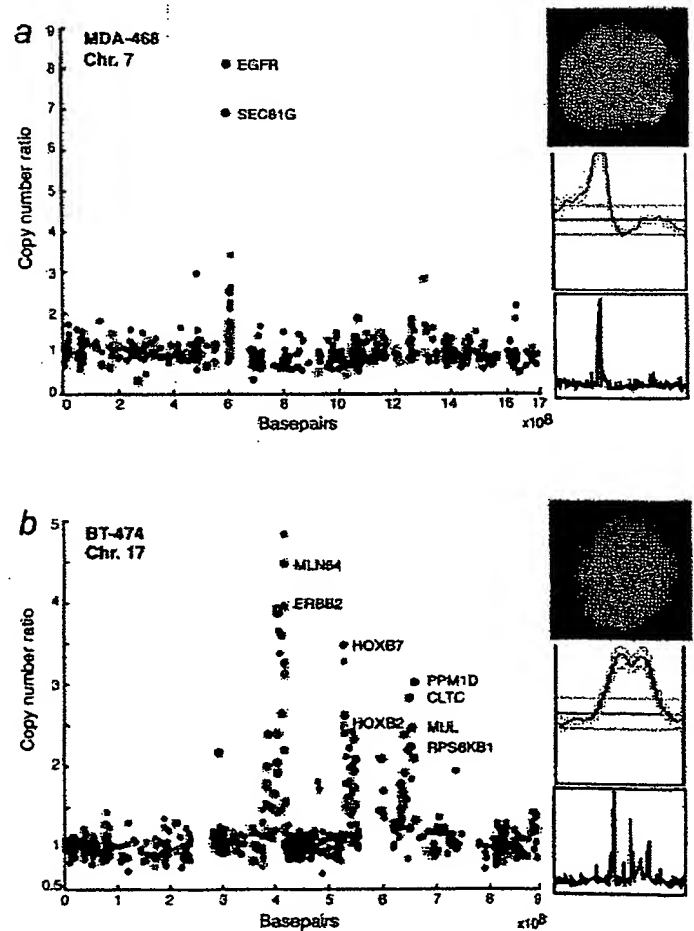 a
MDA-468
Chr. 7
9
8
7
6
5
4
3
2
1
0
Copy number ratio
EGFR
SEC61G
0 2 4 6 8 10 12 14 16 17
Basepairs
x10⁸
b
BT-474
Chr. 17
5
4
3
2
1
0.5
Copy number ratio
MLN64
ERBB2
HOXB7
PPM1D
CLTC
HOXB2
MUL
RPS6KB1
0 1 2 3 4 5 6 7 8 9
Basepairs
x10⁸